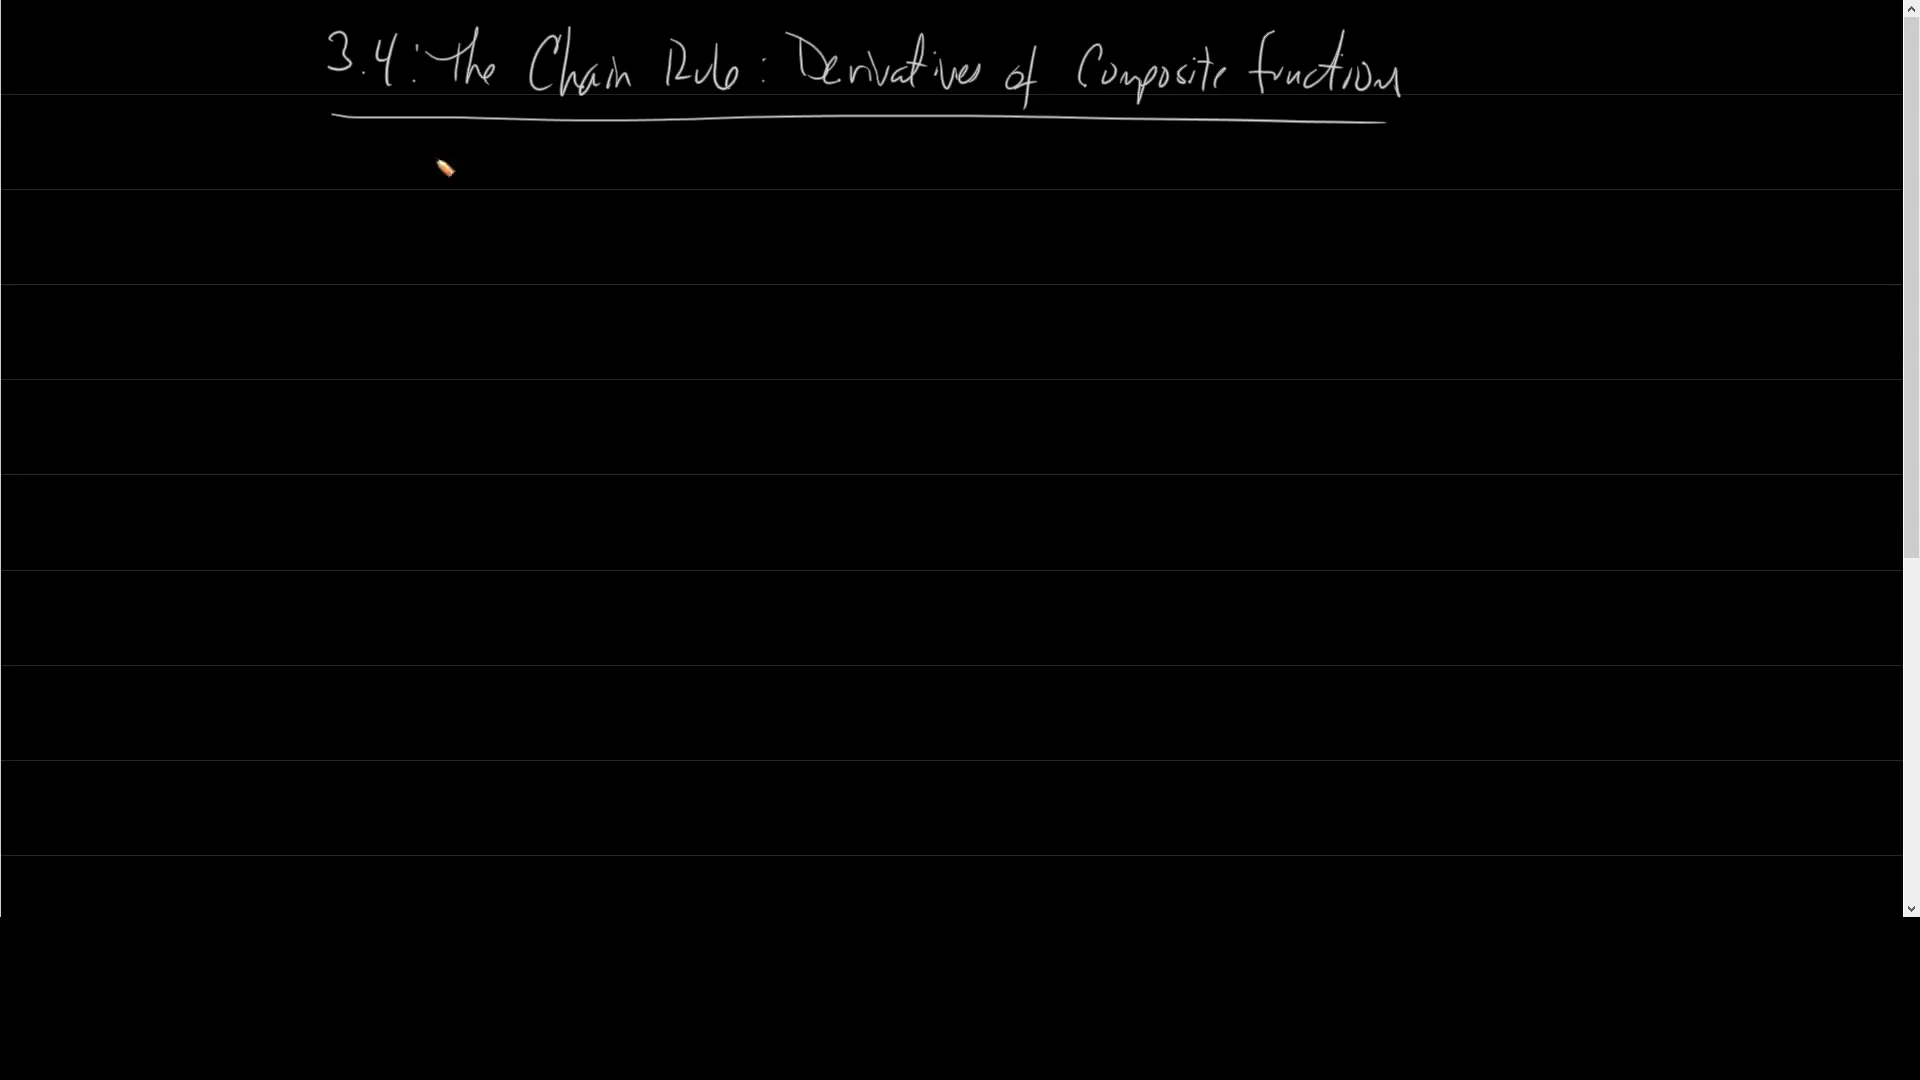 3.4: The Chain Rule: Derivatives of Composite functions